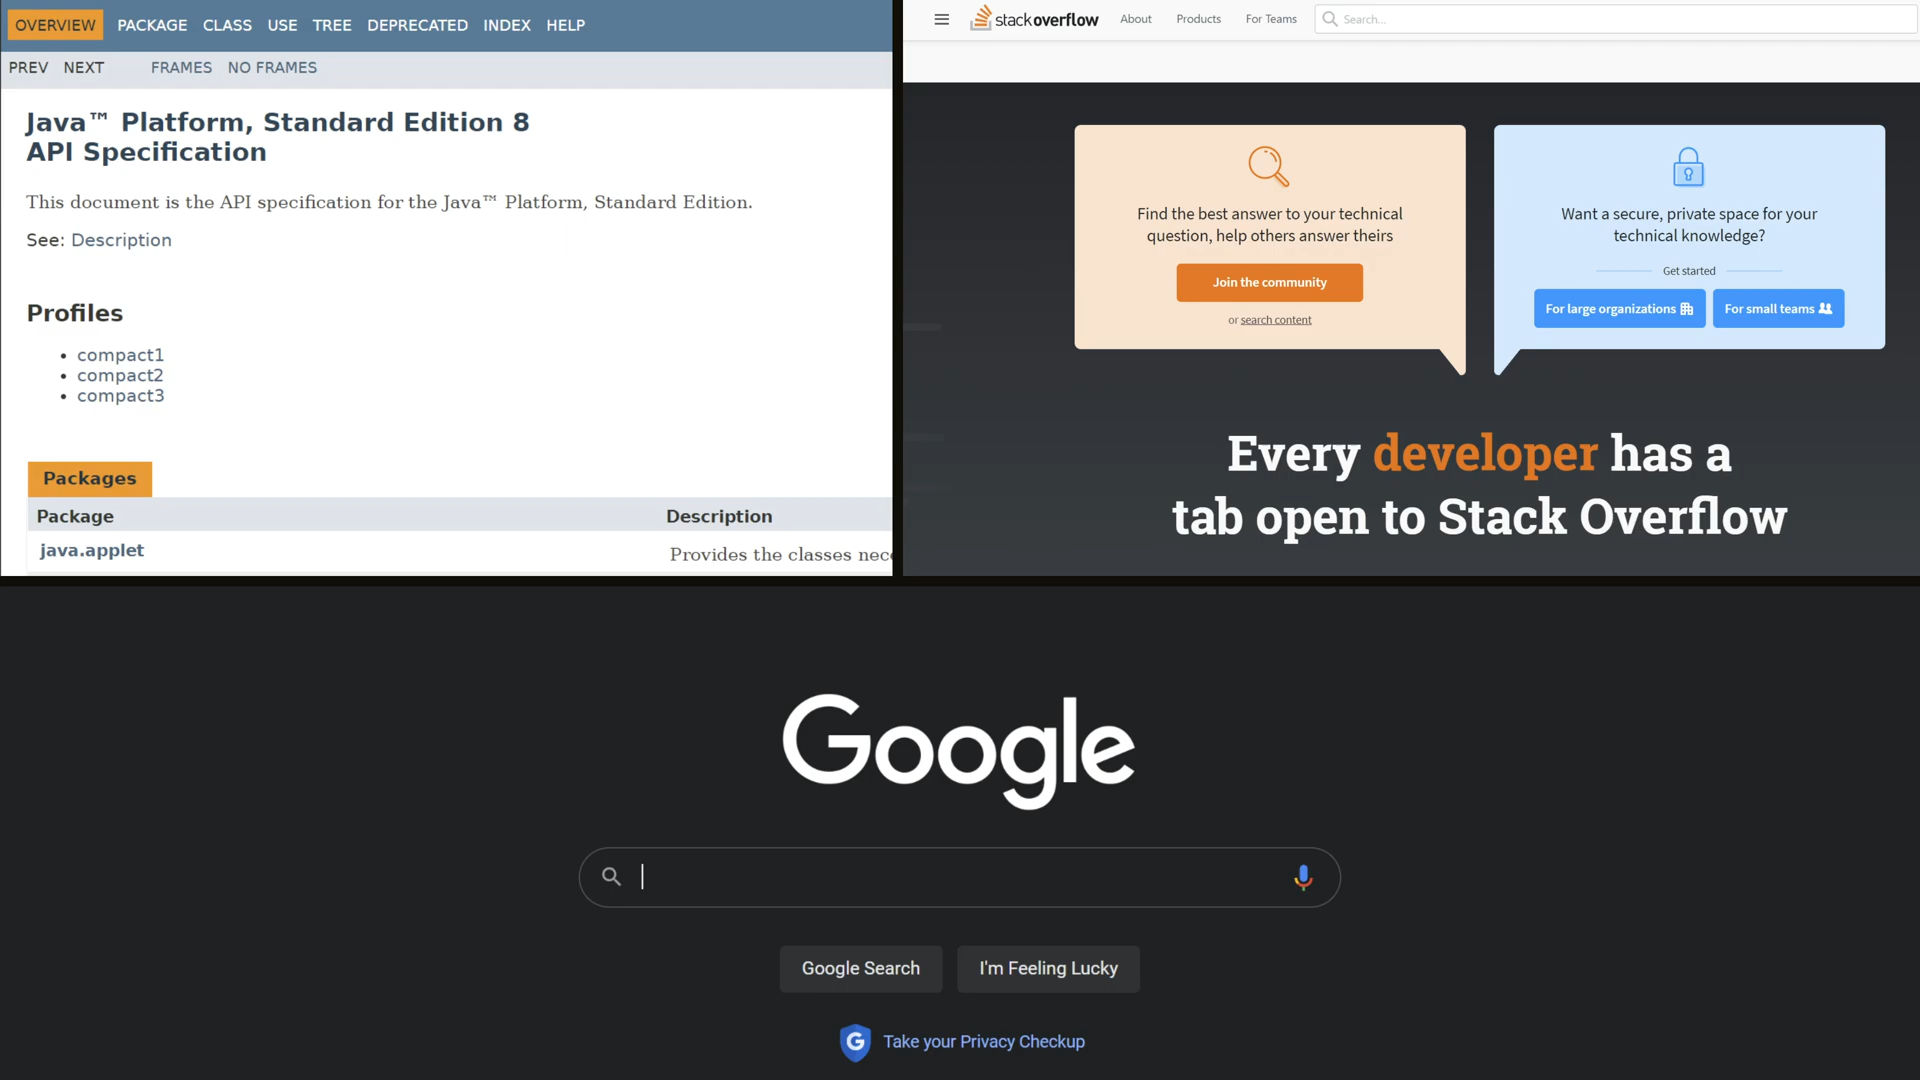 OVERVIEW PACKAGE CLASS USE TREE DEPRECATED INDEX HELP
PREV NEXT FRAMES NO FRAMES
Java™ Platform, Standard Edition 8
API Specification
This document is the API specification for the Java™ Platform, Standard Edition.
See: Description
Profiles
• compact1
• compact2
• compact3
Packages
Package Description
java.applet Provides the classes
stackoverflow About Products For Teams Search...
Find the best answer to your technical
question, help others answer theirs
Join the community
or search content
Want a secure, private space for your
technical knowledge?
Get started
For large organizations For small teams
Every developer has a
tab open to Stack Overflow
Google
Google Search I'm Feeling Lucky
G Take your Privacy Checkup